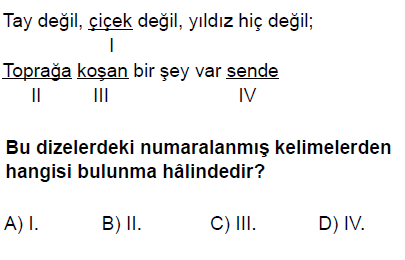 Tay değil, çiçek değil, yıldız hiç değil;
I
Toprağa koşan bir şey var sende
II III IV
Bu dizelerdeki numaralanmış kelimelerden
hangisi bulunma hâlindedir?
A) I. B) II. C) III. D) IV.